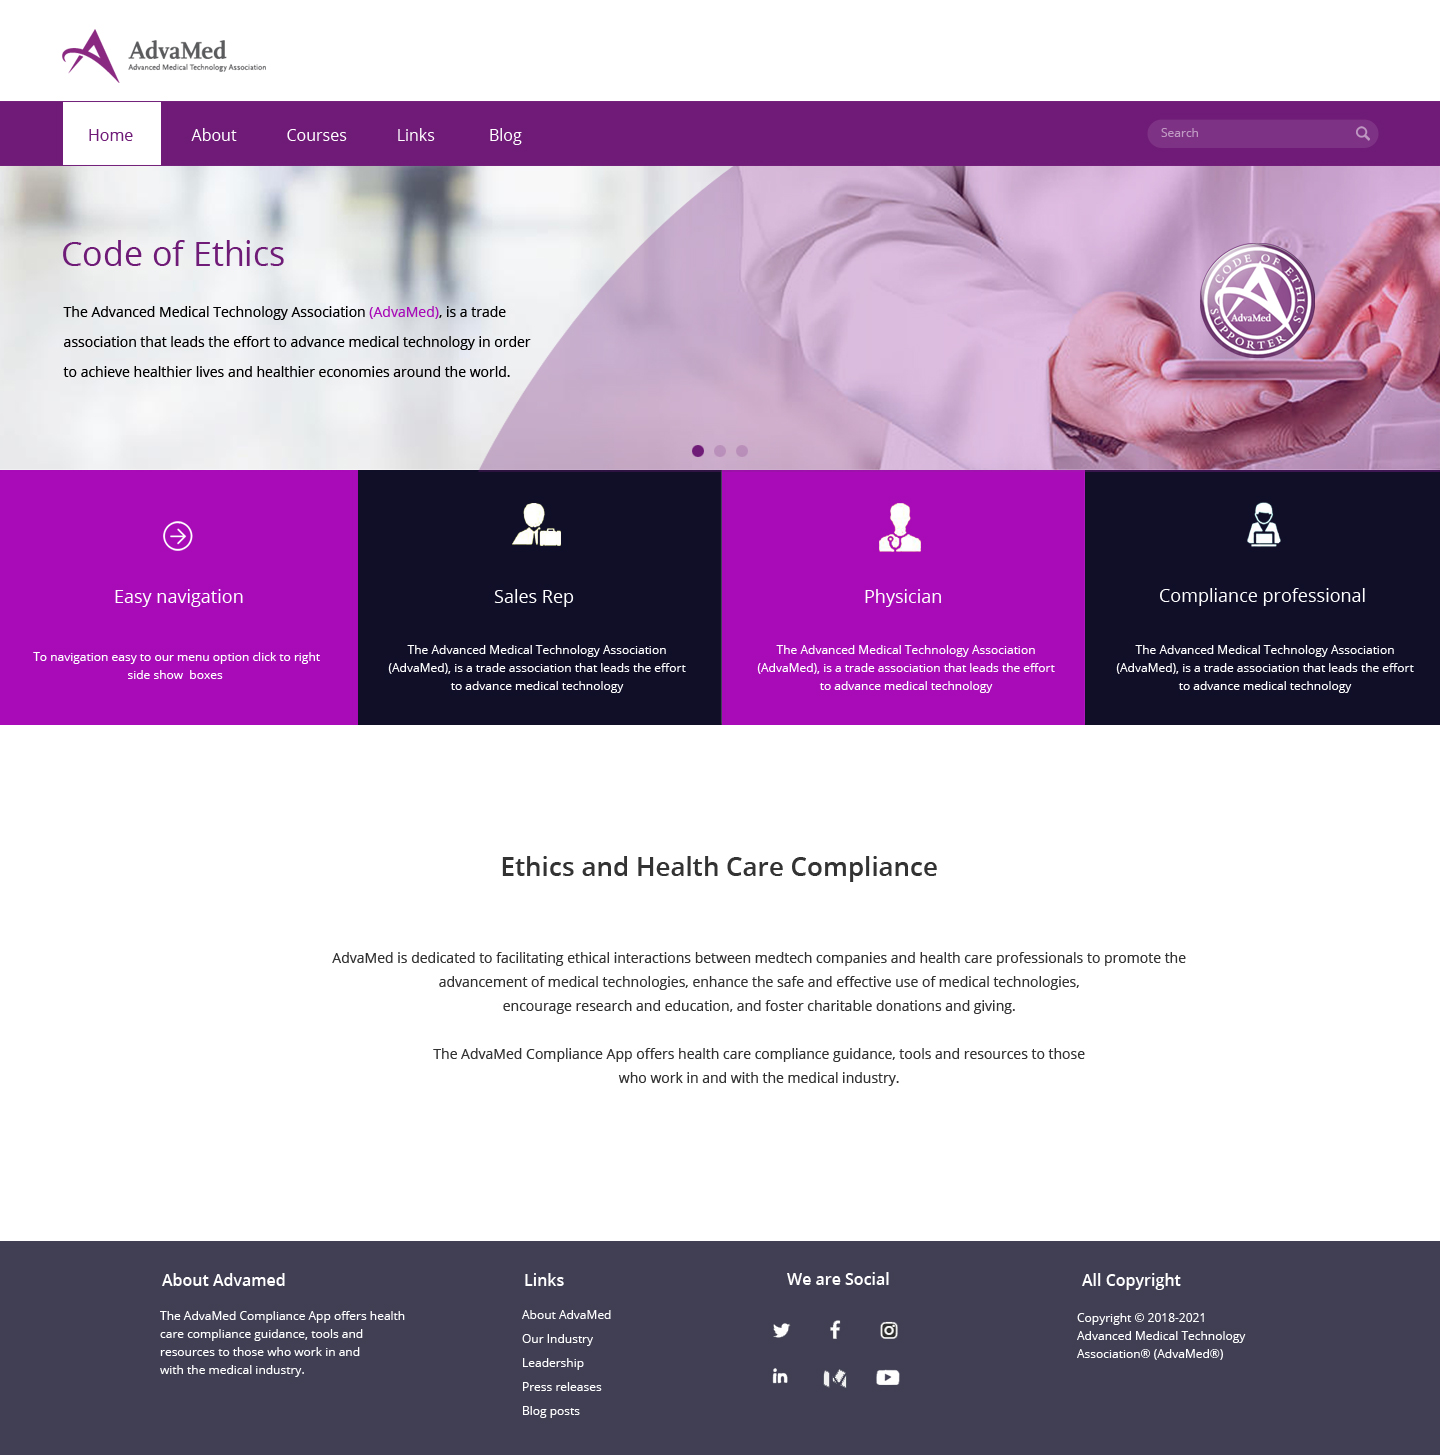 AdvaMed
Advanced Medical Technology Association
Home
About
Courses
Links
Blog
Search
Code of Ethics
The Advanced Medical Technology Association (AdvaMed), is a trade
association that leads the effort to advance medical technology in order
to achieve healthier lives and healthier economies around the world.
CODE OF ETHICS
AdvaMed
SUPPORTER
Easy navigation
To navigation easy to our menu option click to right
side show boxes
Sales Rep
The Advanced Medical Technology Association
(AdvaMed), is a trade association that leads the effort
to advance medical technology
Physician
The Advanced Medical Technology Association
(AdvaMed), is a trade association that leads the effort
to advance medical technology
Compliance professional
The Advanced Medical Technology Association
(AdvaMed), is a trade association that leads the effort
to advance medical technology
Ethics and Health Care Compliance
AdvaMed is dedicated to facilitating ethical interactions between medtech companies and health care professionals to promote the
advancement of medical technologies, enhance the safe and effective use of medical technologies,
encourage research and education, and foster charitable donations and giving.
The AdvaMed Compliance App offers health care compliance guidance, tools and resources to those
who work in and with the medical industry.
About Advamed
The AdvaMed Compliance App offers health
care compliance guidance, tools and
resources to those who work in and
with the medical industry.
Links
About AdvaMed
Our Industry
Leadership
Press releases
Blog posts
We are Social
All Copyright
Copyright © 2018-2021
Advanced Medical Technology
Association® (AdvaMed®)